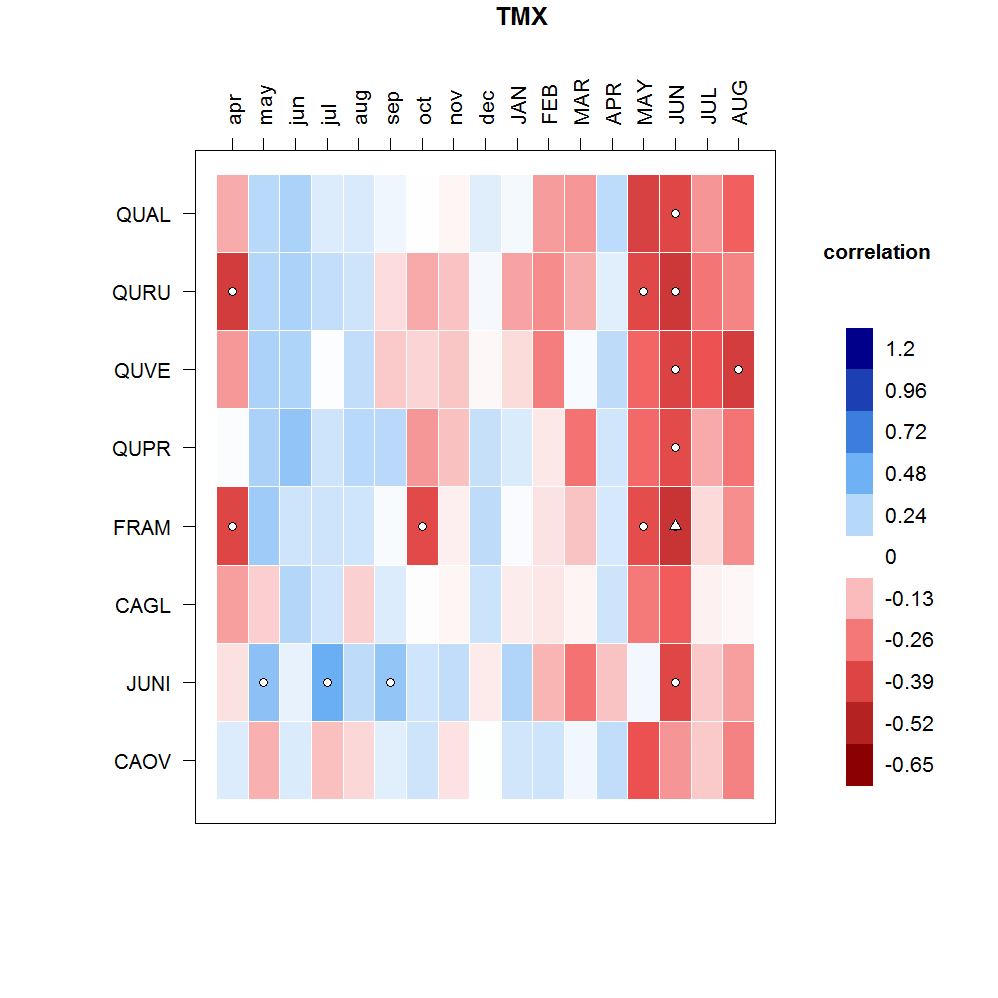 TMX
apr may jun jul aug sep oct nov dec JAN FEB MAR APR MAY JUN JUL AUG
QUAL
QURU
QUVE
QUPR
FRAM
CAGL
JUNI
CAOV
correlation
1.2
0.96
0.72
0.48
0.24
0
-0.13
-0.26
-0.39
-0.52
-0.65